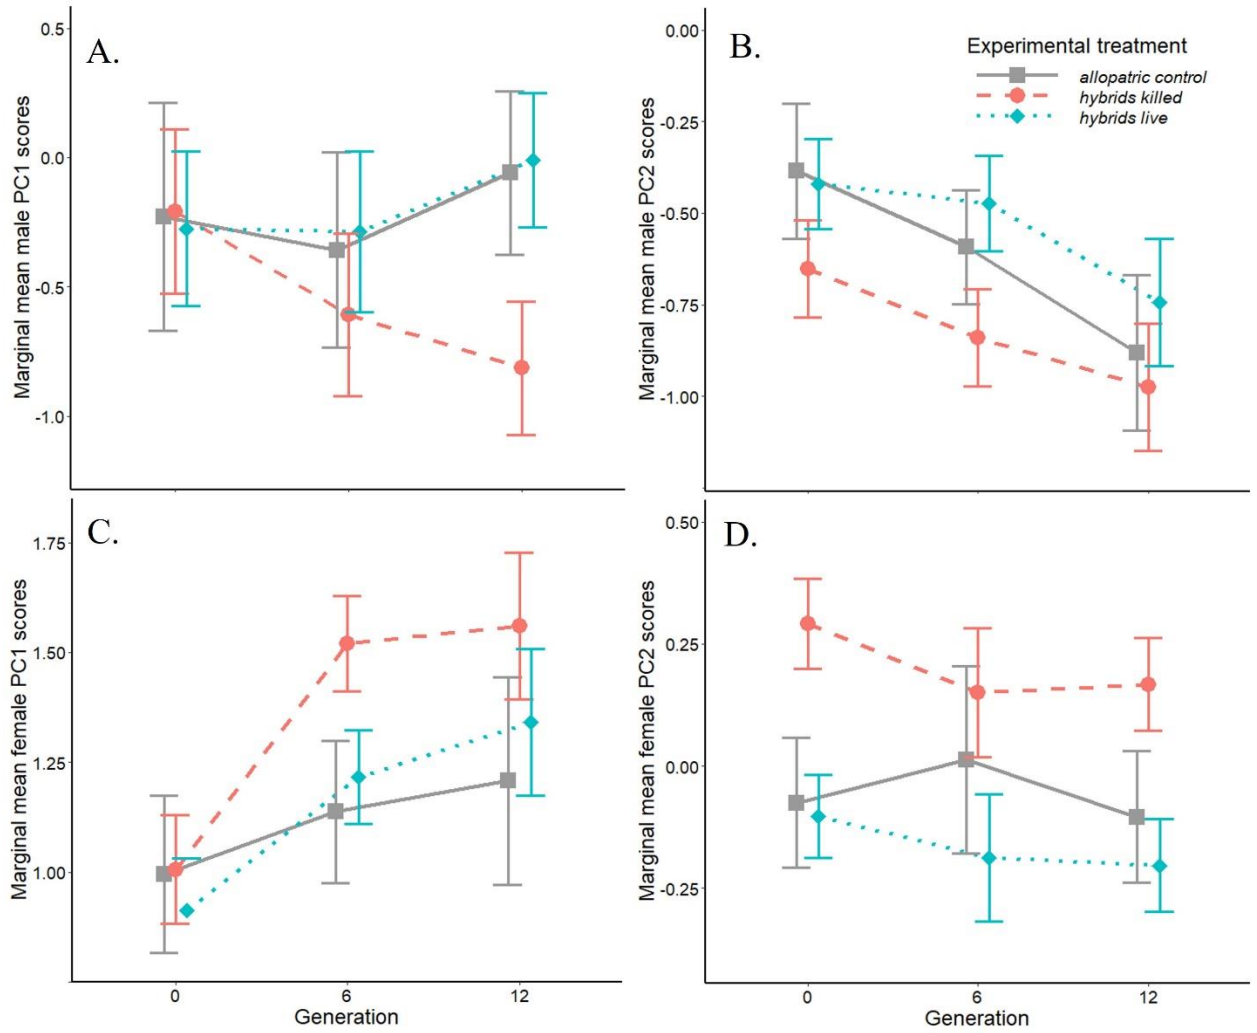 A.
0.5
0.0
-0.5
-1.0
Marginal mean male PC1 scores
B.
0.00
-0.25
-0.50
-0.75
-1.00
Marginal mean male PC2 scores
Experimental treatment
allopatric control
hybrids killed
hybrids live
C.
1.75
1.50
1.25
1.00
Marginal mean female PC1 scores
0
6
12
Generation
D.
0.50
0.25
0.00
-0.25
Marginal mean female PC2 scores
0
6
12
Generation